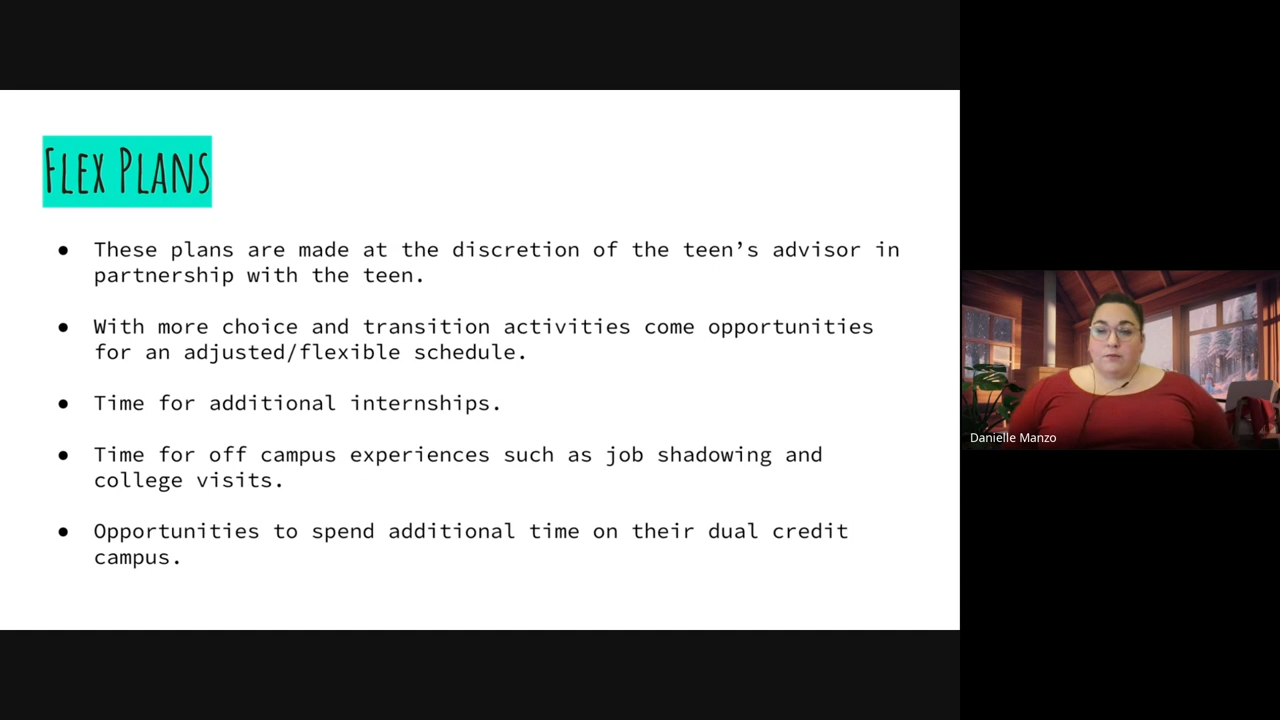 Flex Plans
● These plans are made at the discretion of the teen’s advisor in
partnership with the teen.
● With more choice and transition activities come opportunities
for an adjusted/flexible schedule.
● Time for additional internships.
● Time for off campus experiences such as job shadowing and
college visits.
● Opportunities to spend additional time on their dual credit
campus.
Danielle Manzo